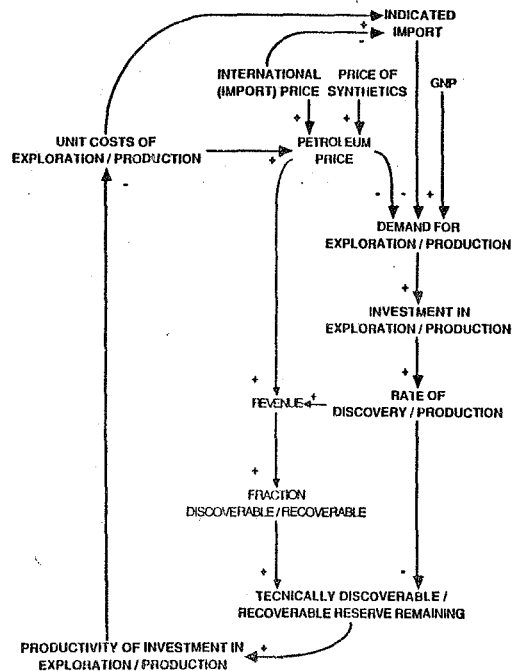 INDICATED
IMPORT
+
-
INTERNATIONAL
(IMPORT) PRICE
PRICE OF
SYNTHETICS
GNP
+
+
UNIT COSTS OF
EXPLORATION / PRODUCTION
+
PETROLEUM
PRICE
-
-
-
+
DEMAND FOR
EXPLORATION / PRODUCTION
+
INVESTMENT IN
EXPLORATION / PRODUCTION
+
+
REVENUE
+
RATE OF
DISCOVERY / PRODUCTION
+
FRACTION
DISCOVERABLE / RECOVERABLE
+
-
TECNICALLY DISCOVERABLE /
RECOVERABLE RESERVE REMAINING
PRODUCTIVITY OF INVESTMENT IN
EXPLORATION / PRODUCTION
+